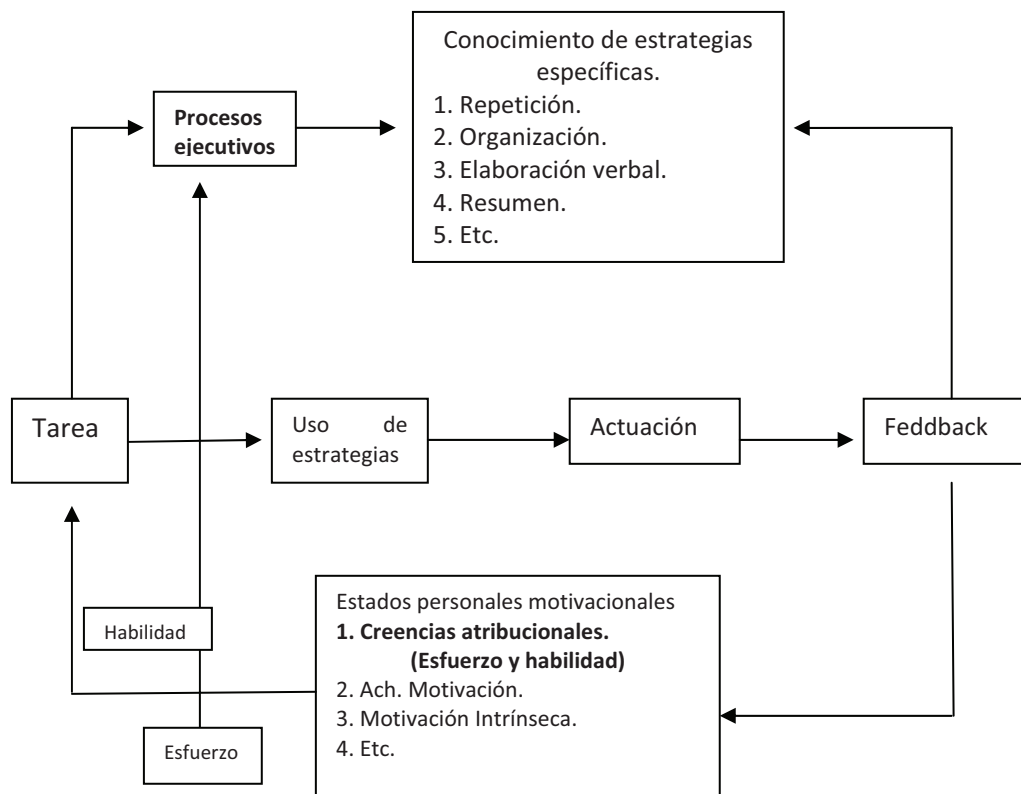 Conocimiento de estrategias
específicas.
1. Repetición.
2. Organización.
3. Elaboración verbal.
4. Resumen.
5. Etc.
Procesos
ejecutivos
Tarea
Uso de
estrategias
Actuación
Feddback
Habilidad
Esfuerzo
Estados personales motivacionales
1. Creencias atribucionales.
(Esfuerzo y habilidad)
2. Ach. Motivación.
3. Motivación Intrínseca.
4. Etc.